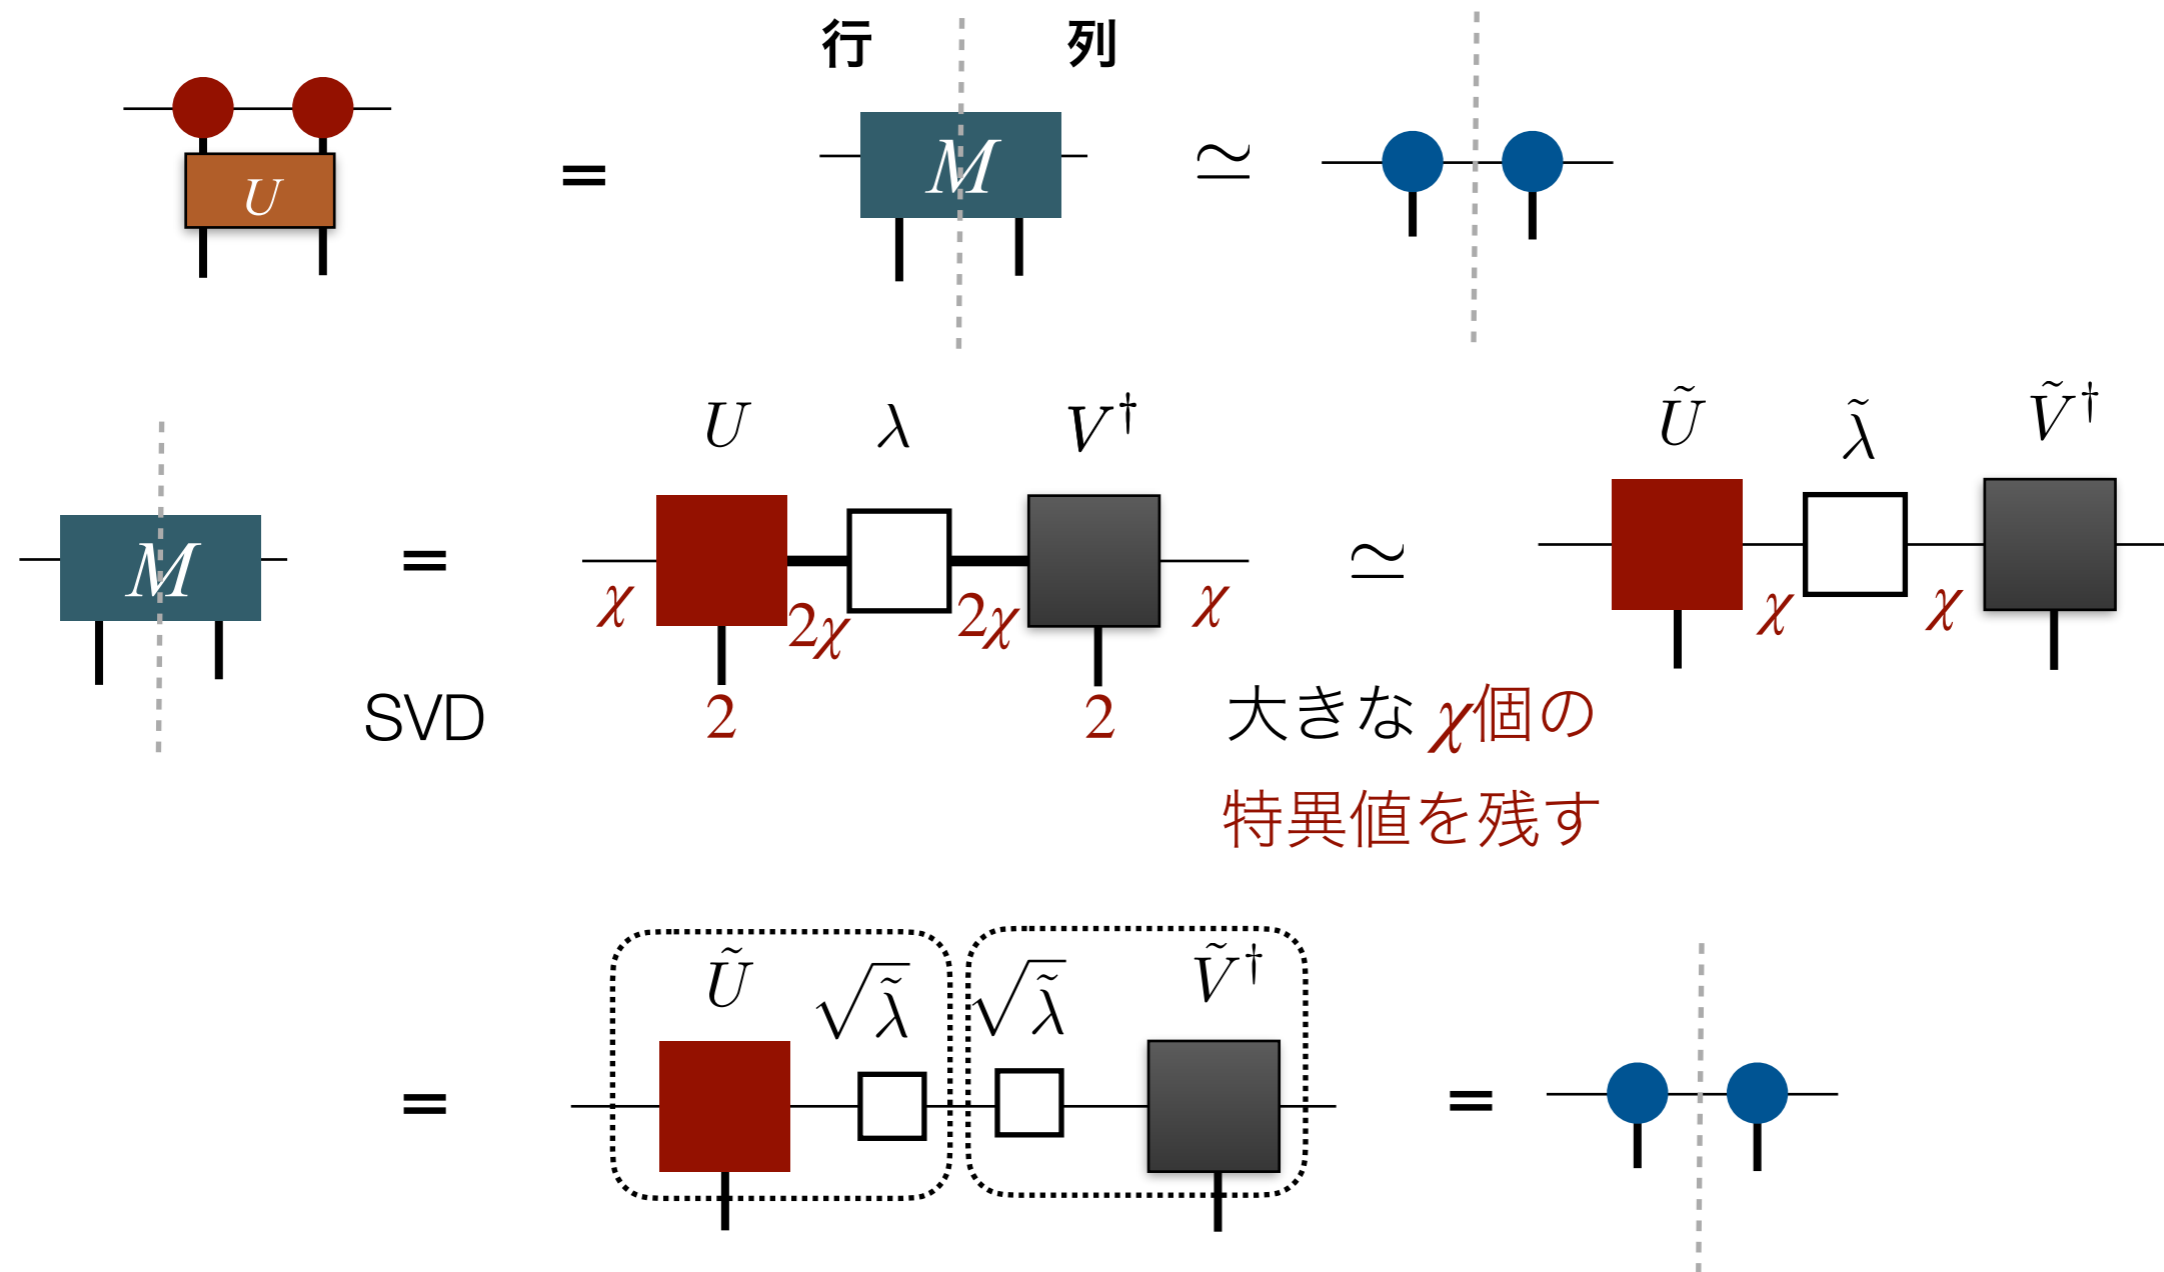 行 列
U = M ≃
U λ V†
Ũ λ̃ Ṽ†
M = ≃
χ 2χ 2χ χ χ χ
SVD 2 2 大きな χ個の
特異値を残す
Ũ √λ̃ √λ̃ Ṽ†
= =